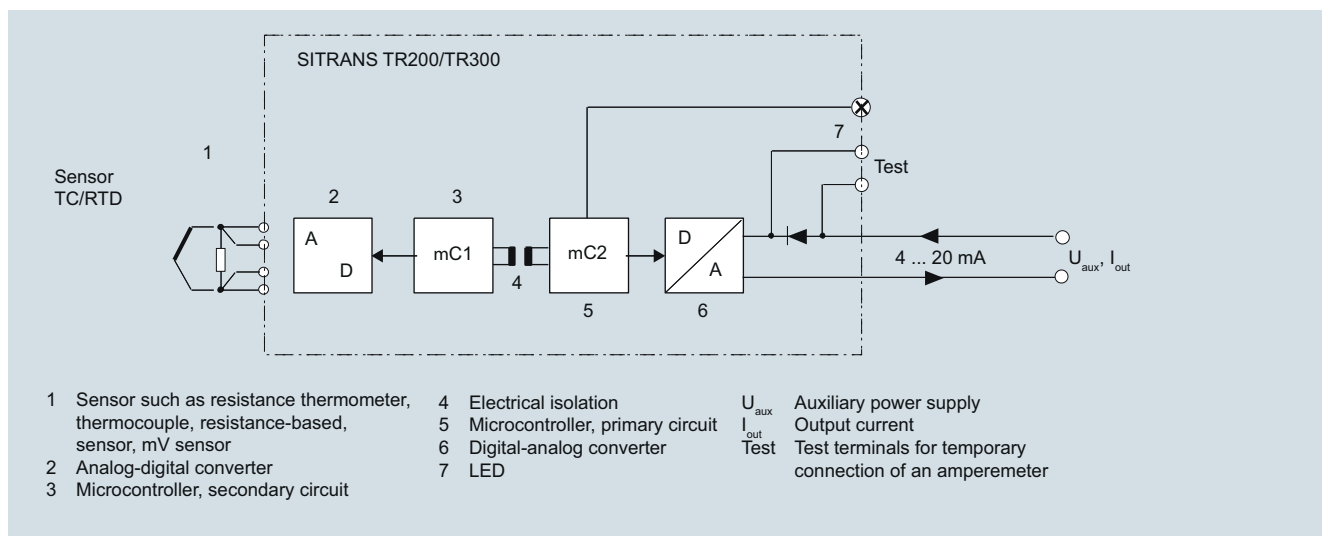 SITRANS TR200/TR300
7
Test
1
Sensor
TC/RTD
2
3
A
D
mC1
mC2
D
A
4 ... 20 mA
Uaux, Iout
4
5
6
1 Sensor such as resistance thermometer,
thermocouple, resistance-based,
sensor, mV sensor
2 Analog-digital converter
3 Microcontroller, secondary circuit
4 Electrical isolation
5 Microcontroller, primary circuit
6 Digital-analog converter
7 LED
Uaux Auxiliary power supply
Iout Output current
Test Test terminals for temporary
connection of an amperemeter